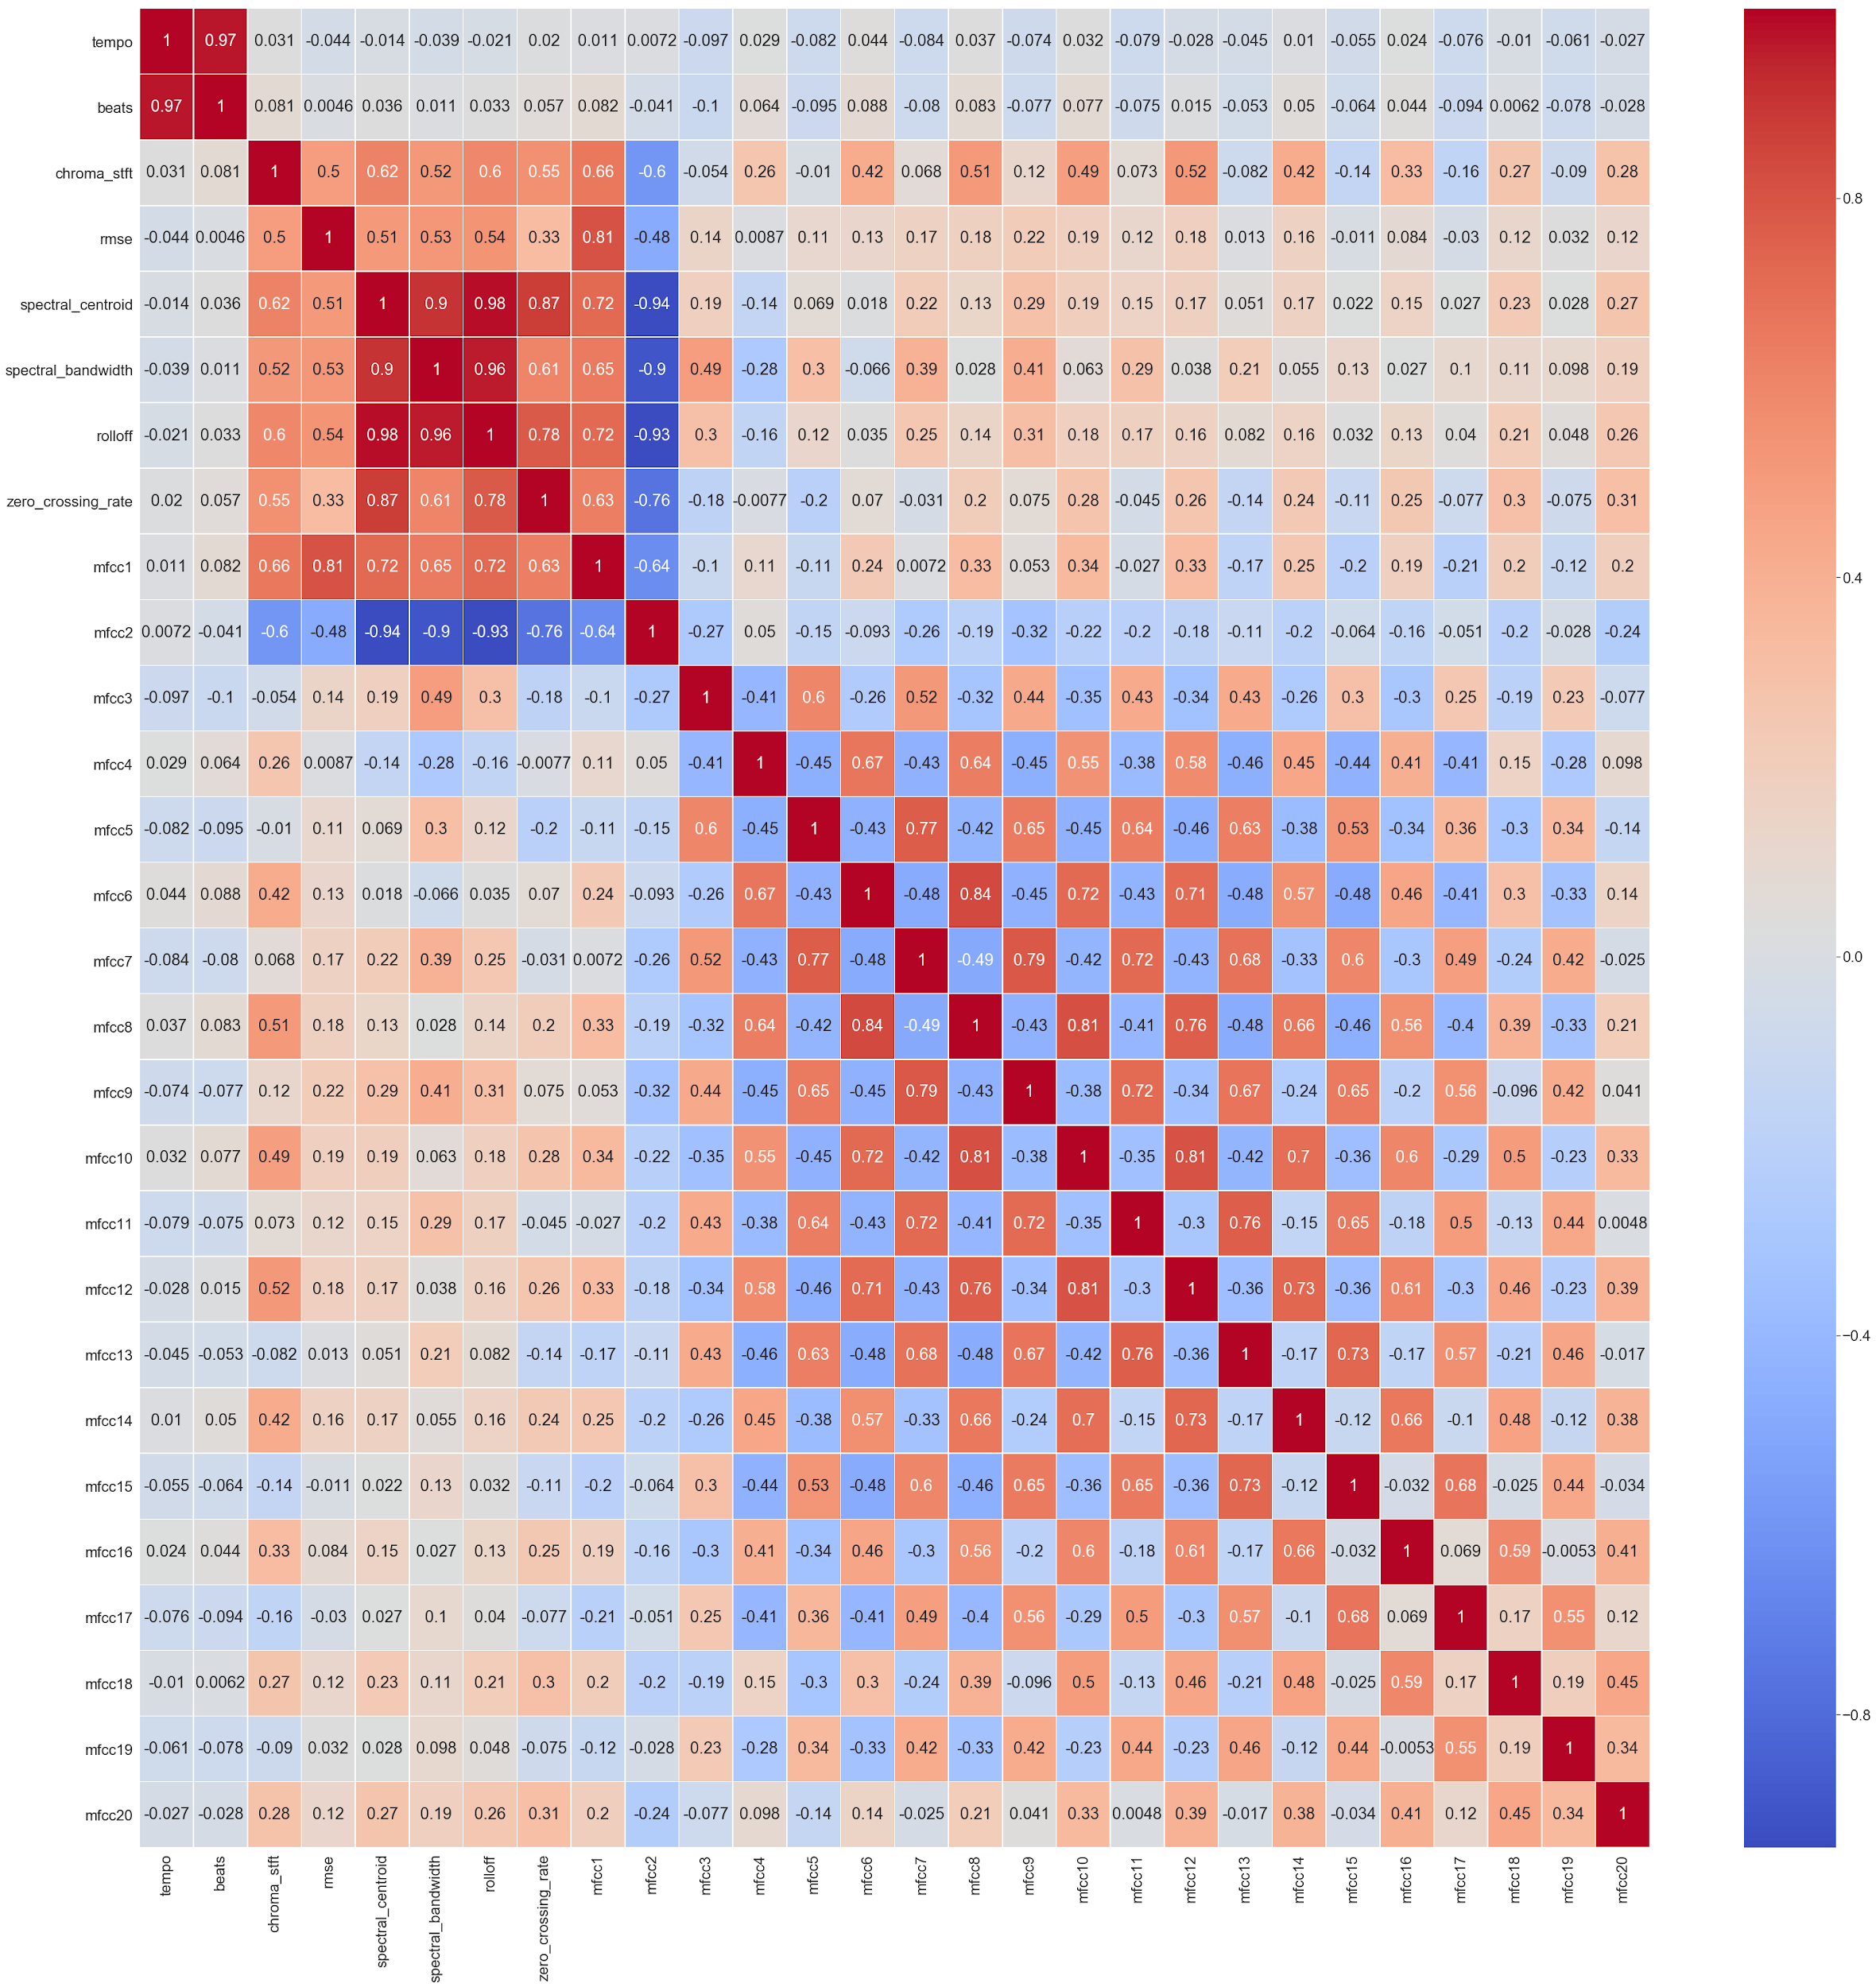 tempo 1 0.97 0.031 -0.044 -0.014 -0.039 -0.021 0.02 0.011 0.0072 -0.097 0.029 -0.082 0.044 -0.084 0.037 -0.074 0.032 -0.079 -0.028 -0.045 0.01 -0.055 0.024 -0.076 -0.01 -0.061 -0.027
beats 0.97 1 0.081 0.0046 0.036 0.011 0.033 0.057 0.082 -0.041 -0.1 0.064 -0.095 0.088 -0.08 0.083 -0.077 0.077 -0.075 0.015 -0.053 0.05 -0.064 0.044 -0.094 0.0062 -0.078 -0.028
chroma_stft 0.031 0.081 1 0.5 0.62 0.52 0.6 0.55 0.66 -0.6 -0.054 0.26 -0.01 0.42 0.068 0.51 0.12 0.49 0.073 0.52 -0.082 0.42 -0.14 0.33 -0.16 0.27 -0.09 0.28
0.8
rmse -0.044 0.0046 0.5 1 0.51 0.53 0.54 0.33 0.81 -0.48 0.14 0.0087 0.11 0.13 0.17 0.18 0.22 0.19 0.12 0.18 0.013 0.16 -0.011 0.084 -0.03 0.12 0.032 0.12
spectral_centroid -0.014 0.036 0.62 0.51 1 0.9 0.98 0.87 0.72 -0.94 0.19 -0.14 0.069 0.018 0.22 0.13 0.29 0.19 0.15 0.17 0.051 0.17 0.022 0.15 0.027 0.23 0.028 0.27
spectral_bandwidth -0.039 0.011 0.52 0.53 0.9 1 0.96 0.61 0.65 -0.9 0.49 -0.28 0.3 -0.066 0.39 0.028 0.41 0.063 0.29 0.038 0.21 0.055 0.13 0.027 0.1 0.11 0.098 0.19
rolloff -0.021 0.033 0.6 0.54 0.98 0.96 1 0.78 0.72 -0.93 0.3 -0.16 0.12 0.035 0.25 0.14 0.31 0.18 0.17 0.16 0.082 0.16 0.032 0.13 0.04 0.21 0.048 0.26
zero_crossing_rate 0.02 0.057 0.55 0.33 0.87 0.61 0.78 1 0.63 -0.76 -0.18 -0.0077 -0.2 0.07 -0.031 0.2 0.075 0.28 -0.045 0.26 -0.14 0.24 -0.11 0.25 -0.077 0.3 -0.075 0.31
mfcc1 0.011 0.082 0.66 0.81 0.72 0.65 0.72 0.63 1 -0.64 -0.1 0.11 -0.11 0.24 0.0072 0.33 0.053 0.34 -0.027 0.33 -0.17 0.25 -0.2 0.19 -0.21 0.2 -0.12 0.2
0.4
mfcc2 0.0072 -0.041 -0.6 -0.48 -0.94 -0.9 -0.93 -0.76 -0.64 1 -0.27 0.05 -0.15 -0.093 -0.26 -0.19 -0.32 -0.22 -0.2 -0.18 -0.11 -0.2 -0.064 -0.16 -0.051 -0.2 -0.028 -0.24
mfcc3 -0.097 -0.1 -0.054 0.14 0.19 0.49 0.3 -0.18 -0.1 -0.27 1 -0.41 0.6 -0.26 0.52 -0.32 0.44 -0.35 0.43 -0.34 0.43 -0.26 0.3 -0.3 0.25 -0.19 0.23 -0.077
mfcc4 0.029 0.064 0.26 0.0087 -0.14 -0.28 -0.16 -0.0077 0.11 0.05 -0.41 1 -0.45 0.67 -0.43 0.64 -0.45 0.55 -0.38 0.58 -0.46 0.45 -0.44 0.41 -0.41 0.15 -0.28 0.098
mfcc5 -0.082 -0.095 -0.01 0.11 0.069 0.3 0.12 -0.2 -0.11 -0.15 0.6 -0.45 1 -0.43 0.77 -0.42 0.65 -0.45 0.64 -0.46 0.63 -0.38 0.53 -0.34 0.36 -0.3 0.34 -0.14
mfcc6 0.044 0.088 0.42 0.13 0.018 -0.066 0.035 0.07 0.24 -0.093 -0.26 0.67 -0.43 1 -0.48 0.84 -0.45 0.72 -0.43 0.71 -0.48 0.57 -0.48 0.46 -0.41 0.3 -0.33 0.14
mfcc7 -0.084 -0.08 0.068 0.17 0.22 0.39 0.25 -0.031 0.0072 -0.26 0.52 -0.43 0.77 -0.48 1 -0.49 0.79 -0.42 0.72 -0.43 0.68 -0.33 0.6 -0.3 0.49 -0.24 0.42 -0.025
0.0
mfcc8 0.037 0.083 0.51 0.18 0.13 0.028 0.14 0.2 0.33 -0.19 -0.32 0.64 -0.42 0.84 -0.49 1 -0.43 0.81 -0.41 0.76 -0.48 0.66 -0.46 0.56 -0.4 0.39 -0.33 0.21
mfcc9 -0.074 -0.077 0.12 0.22 0.29 0.41 0.31 0.075 0.053 -0.32 0.44 -0.45 0.65 -0.45 0.79 -0.43 1 -0.38 0.72 -0.34 0.67 -0.24 0.65 -0.2 0.56 -0.096 0.42 0.041
mfcc10 0.032 0.077 0.49 0.19 0.19 0.063 0.18 0.28 0.34 -0.22 -0.35 0.55 -0.45 0.72 -0.42 0.81 -0.38 1 -0.35 0.81 -0.42 0.7 -0.36 0.6 -0.29 0.5 -0.23 0.33
mfcc11 -0.079 -0.075 0.073 0.12 0.15 0.29 0.17 -0.045 -0.027 -0.2 0.43 -0.38 0.64 -0.43 0.72 -0.41 0.72 -0.35 1 -0.3 0.76 -0.15 0.65 -0.18 0.5 -0.13 0.44 0.0048
mfcc12 -0.028 0.015 0.52 0.18 0.17 0.038 0.16 0.26 0.33 -0.18 -0.34 0.58 -0.46 0.71 -0.43 0.76 -0.34 0.81 -0.3 1 -0.36 0.73 -0.36 0.61 -0.3 0.46 -0.23 0.39
−0.4
mfcc13 -0.045 -0.053 -0.082 0.013 0.051 0.21 0.082 -0.14 -0.17 -0.11 0.43 -0.46 0.63 -0.48 0.68 -0.48 0.67 -0.42 0.76 -0.36 1 -0.17 0.73 -0.17 0.57 -0.21 0.46 -0.017
mfcc14 0.01 0.05 0.42 0.16 0.17 0.055 0.16 0.24 0.25 -0.2 -0.26 0.45 -0.38 0.57 -0.33 0.66 -0.24 0.7 -0.15 0.73 -0.17 1 -0.12 0.66 -0.1 0.48 -0.12 0.38
mfcc15 -0.055 -0.064 -0.14 -0.011 0.022 0.13 0.032 -0.11 -0.2 -0.064 0.3 -0.44 0.53 -0.48 0.6 -0.46 0.65 -0.36 0.65 -0.36 0.73 -0.12 1 -0.032 0.68 -0.025 0.44 -0.034
mfcc16 0.024 0.044 0.33 0.084 0.15 0.027 0.13 0.25 0.19 -0.16 -0.3 0.41 -0.34 0.46 -0.3 0.56 -0.2 0.6 -0.18 0.61 -0.17 0.66 -0.032 1 0.069 0.59 -0.0053 0.41
mfcc17 -0.076 -0.094 -0.16 -0.03 0.027 0.1 0.04 -0.077 -0.21 -0.051 0.25 -0.41 0.36 -0.41 0.49 -0.4 0.56 -0.29 0.5 -0.3 0.57 -0.1 0.68 0.069 1 0.17 0.55 0.12
mfcc18 -0.01 0.0062 0.27 0.12 0.23 0.11 0.21 0.3 0.2 -0.2 -0.19 0.15 -0.3 0.3 -0.24 0.39 -0.096 0.5 -0.13 0.46 -0.21 0.48 -0.025 0.59 0.17 1 0.19 0.45
−0.8
mfcc19 -0.061 -0.078 -0.09 0.032 0.028 0.098 0.048 -0.075 -0.12 -0.028 0.23 -0.28 0.34 -0.33 0.42 -0.33 0.42 -0.23 0.44 -0.23 0.46 -0.12 0.44 -0.0053 0.55 0.19 1 0.34
mfcc20 -0.027 -0.028 0.28 0.12 0.27 0.19 0.26 0.31 0.2 -0.24 -0.077 0.098 -0.14 0.14 -0.025 0.21 0.041 0.33 0.0048 0.39 -0.017 0.38 -0.034 0.41 0.12 0.45 0.34 1
tempo beats chroma_stft rmse spectral_centroid spectral_bandwidth rolloff zero_crossing_rate mfcc1 mfcc2 mfcc3 mfcc4 mfcc5 mfcc6 mfcc7 mfcc8 mfcc9 mfcc10 mfcc11 mfcc12 mfcc13 mfcc14 mfcc15 mfcc16 mfcc17 mfcc18 mfcc19 mfcc20